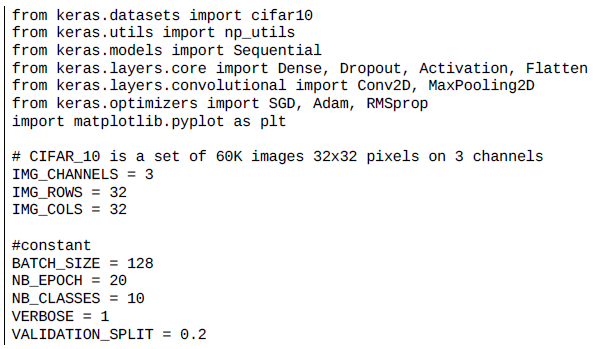 from keras.datasets import cifar10
from keras.utils import np_utils
from keras.models import Sequential
from keras.layers.core import Dense, Dropout, Activation, Flatten
from keras.layers.convolutional import Conv2D, MaxPooling2D
from keras.optimizers import SGD, Adam, RMSprop
import matplotlib.pyplot as plt

# CIFAR_10 is a set of 60K images 32x32 pixels on 3 channels
IMG_CHANNELS = 3
IMG_ROWS = 32
IMG_COLS = 32

#constant
BATCH_SIZE = 128
NB_EPOCH = 20
NB_CLASSES = 10
VERBOSE = 1
VALIDATION_SPLIT = 0.2